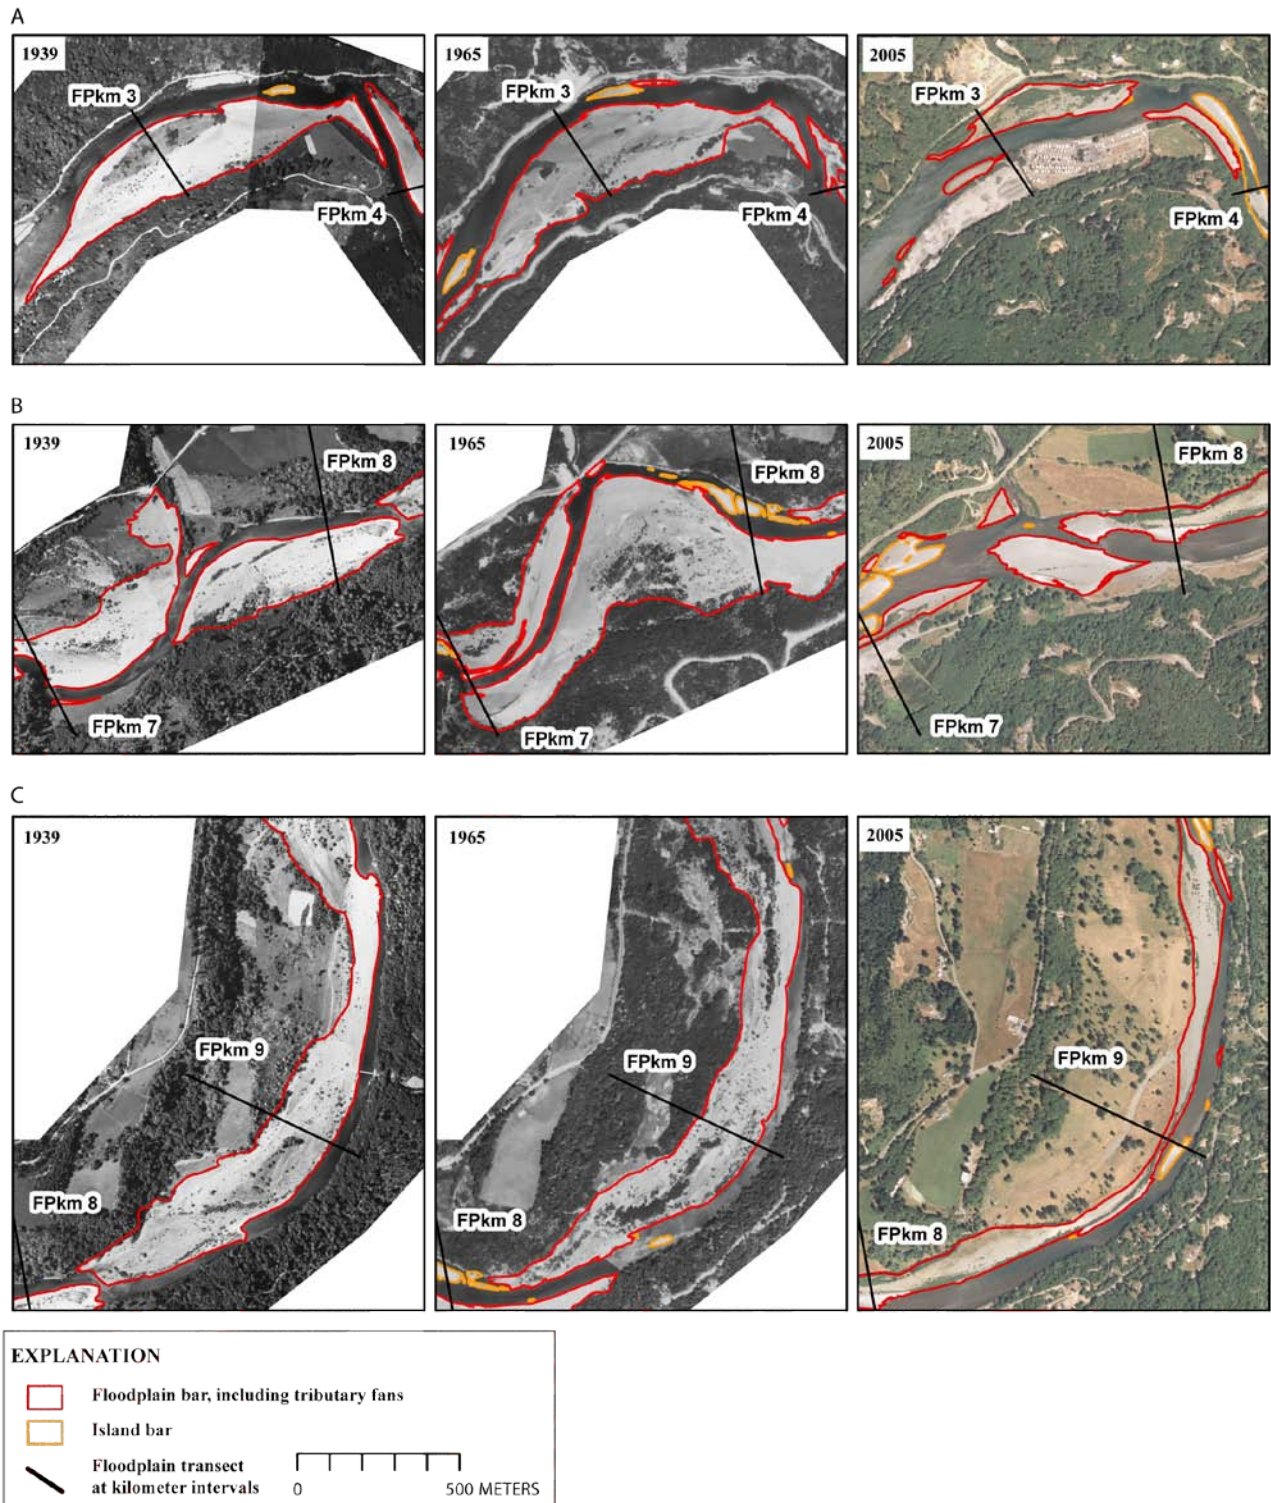 A
1939
FPkm 3
FPkm 4
1965
FPkm 3
FPkm 4
2005
FPkm 3
FPkm 4
B
1939
FPkm 8
FPkm 7
1965
FPkm 8
FPkm 7
2005
FPkm 8
FPkm 7
C
1939
FPkm 9
FPkm 8
1965
FPkm 9
FPkm 8
2005
FPkm 9
FPkm 8
EXPLANATION
Floodplain bar, including tributary fans
Island bar
Floodplain transect
at kilometer intervals
0 500 METERS